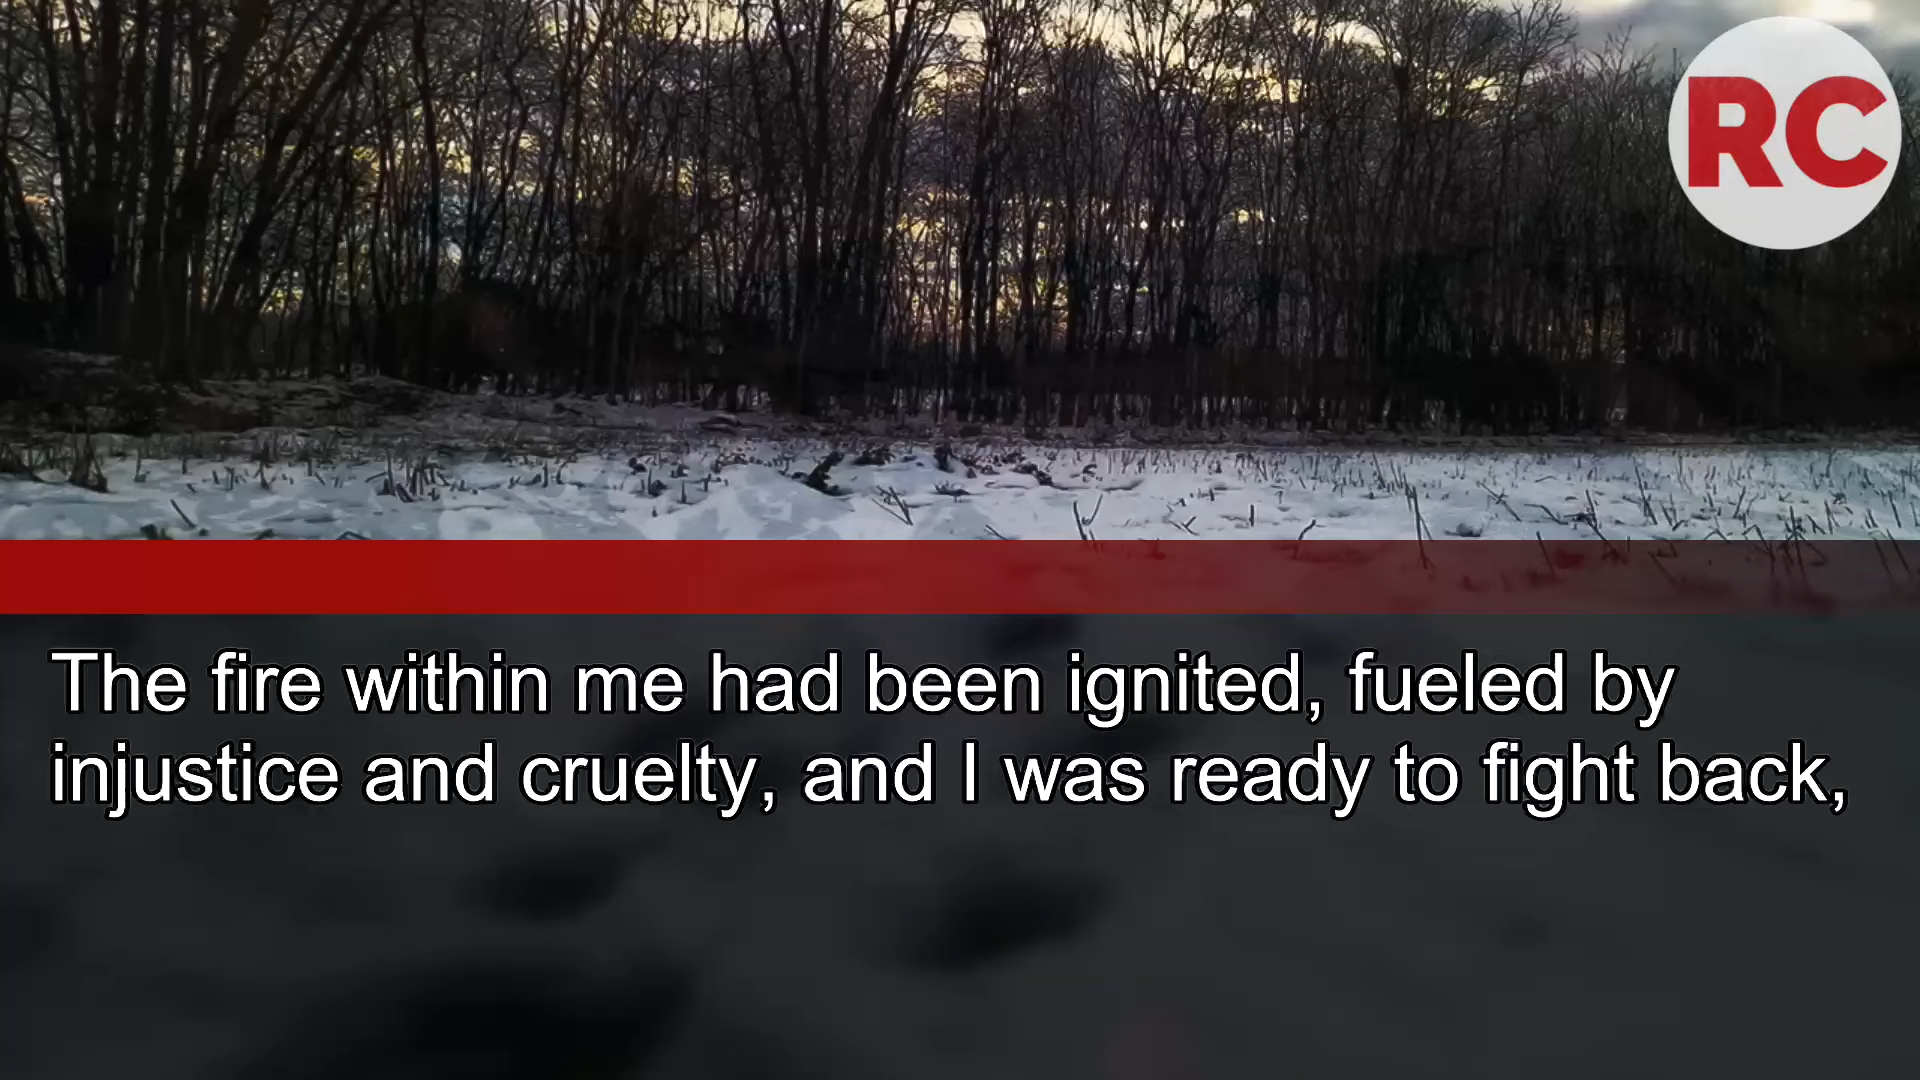 RC
The fire within me had been ignited, fueled by
injustice and cruelty, and I was ready to fight back,